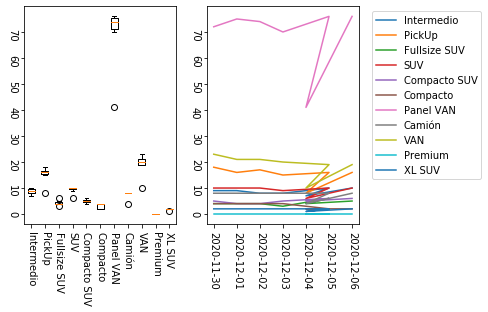 70
60
50
40
30
20
10
0
Intermedio
PickUp
Fullsize SUV
SUV
Compacto SUV
Compacto
Panel VAN
Camión
VAN
Premium
XL SUV
70
60
50
40
30
20
10
0
2020-11-30
2020-12-01
2020-12-02
2020-12-03
2020-12-04
2020-12-05
2020-12-06
Intermedio
PickUp
Fullsize SUV
SUV
Compacto SUV
Compacto
Panel VAN
Camión
VAN
Premium
XL SUV